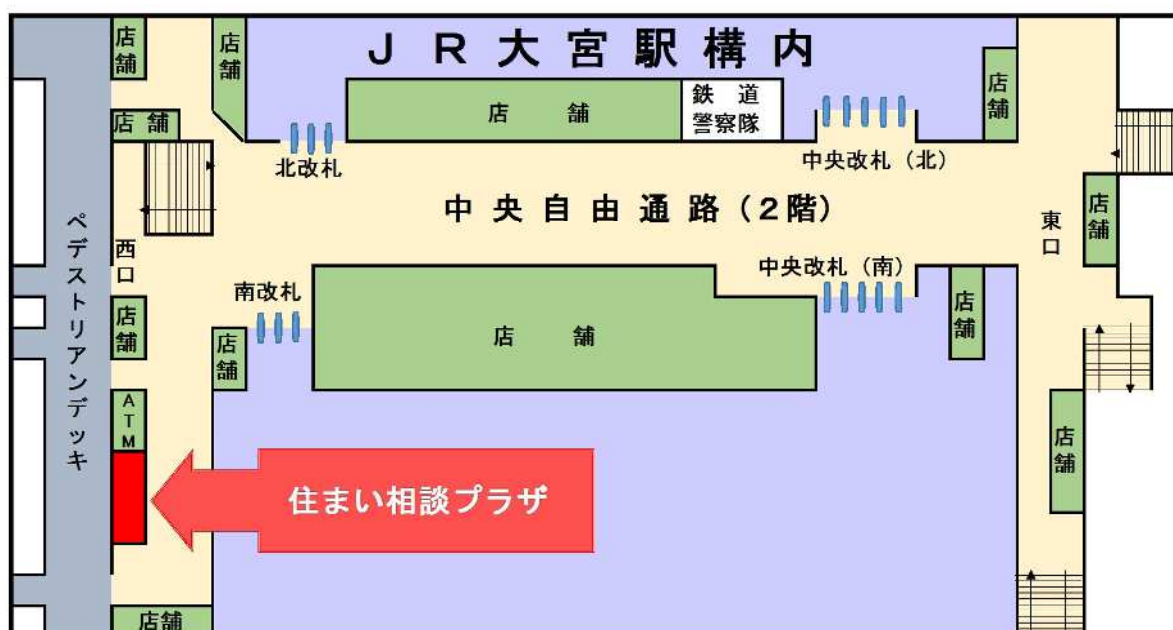 JR大宮駅構内
店舗
店舗
店舗
店舗
鉄道
警察隊
店舗
北改札
中央改札（北）
中央自由通路（2階）
ペデストリアンデッキ
西口
東口
店舗
南改札
中央改札（南）
店舗
店舗
店舗
店舗
店舗
ATM
店舗
住まい相談プラザ
店舗